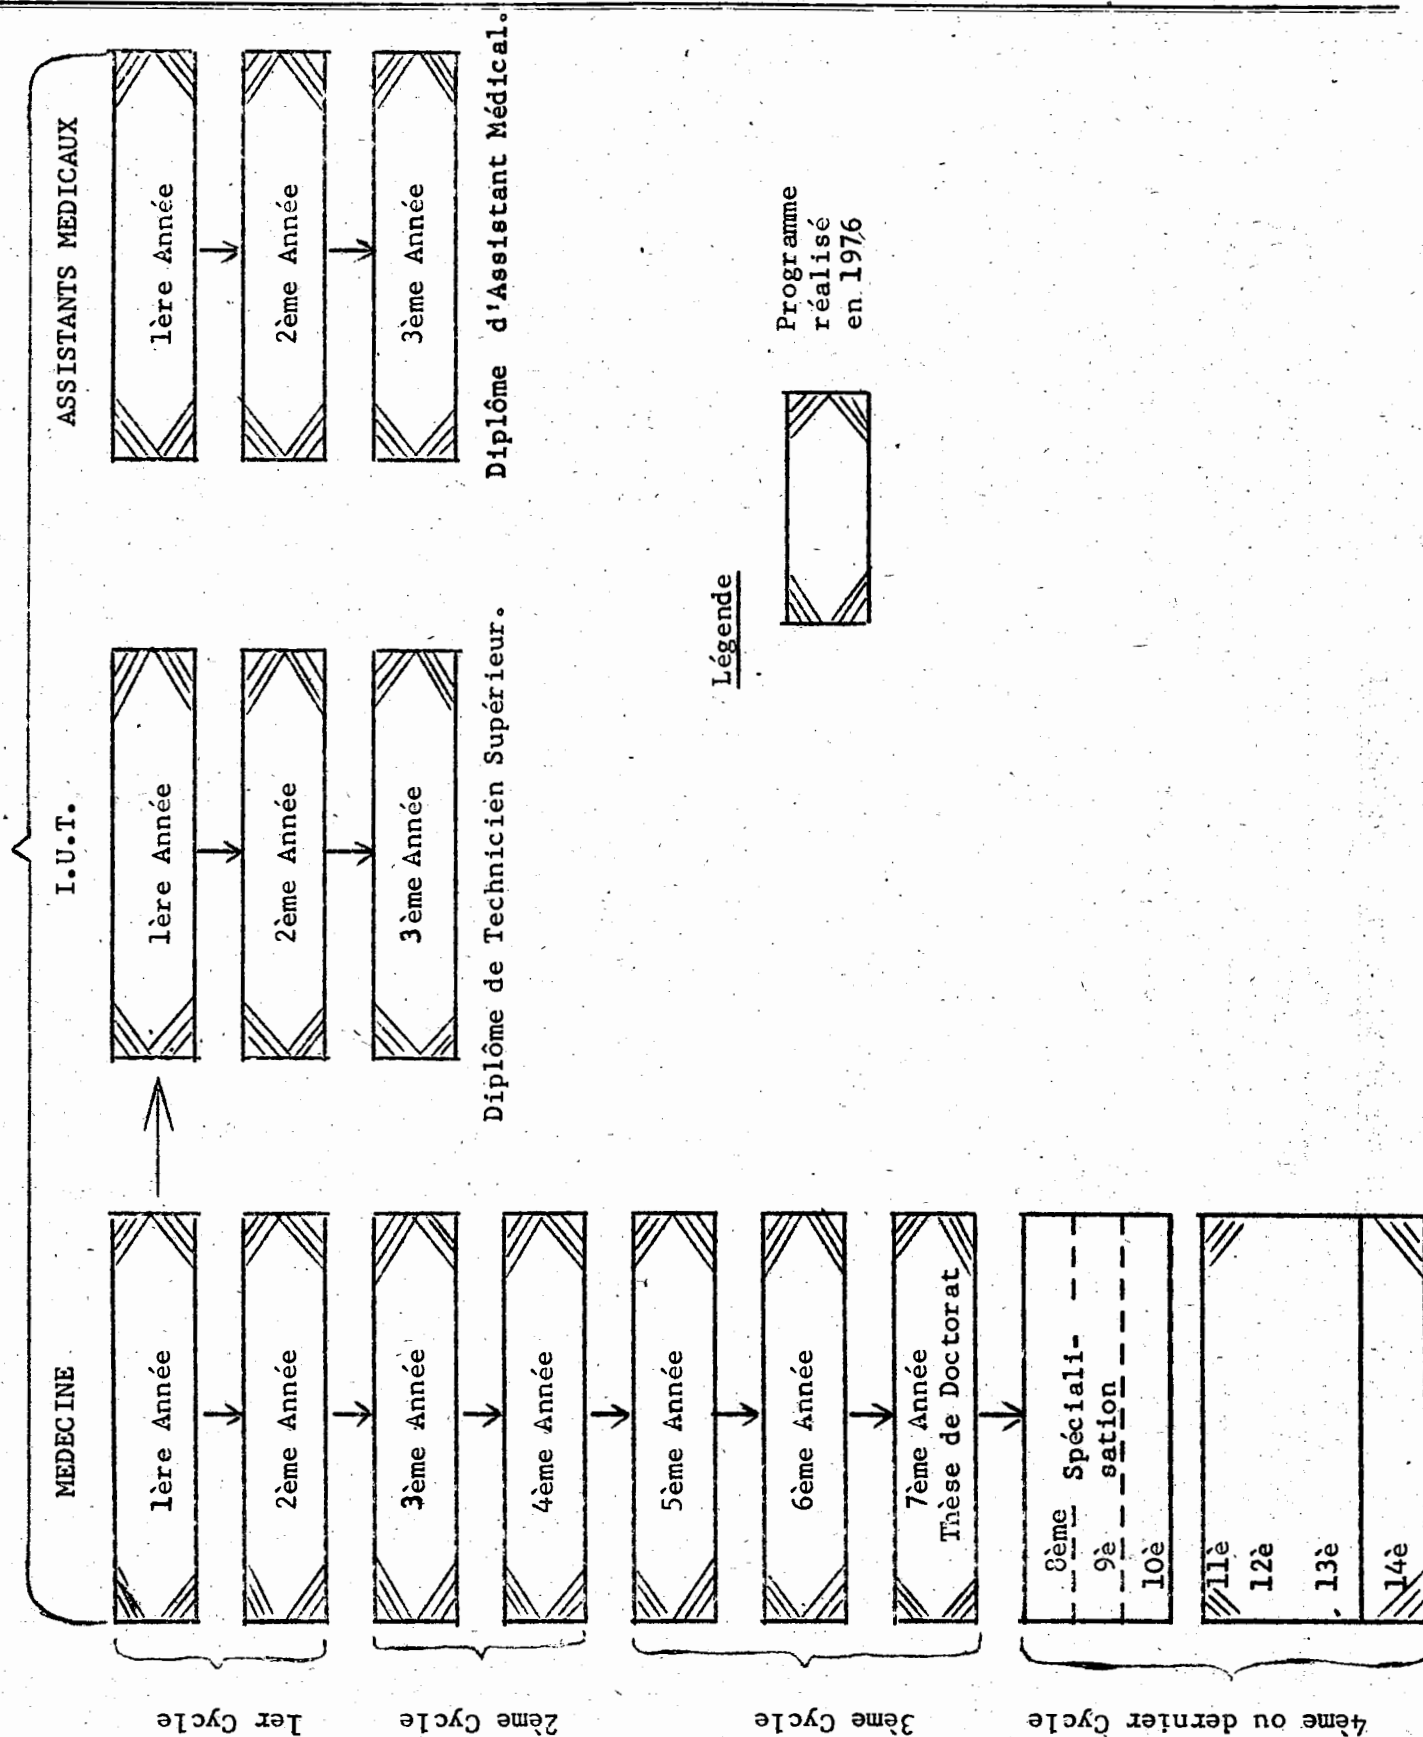 MEDECINE
I.U.T.
ASSISTANTS MEDICAUX
1er Cycle
1ère Année
2ème Année
2ème Cycle
3ème Année
4ème Année
3ème Cycle
5ème Année
6ème Année
7ème Année
Thèse de Doctorat
4ème ou dernier Cycle
8ème Spéciali-
9è sation
10è
11è
12è
13è
14è
1ère Année
2ème Année
3ème Année
Diplôme de Technicien Supérieur.
1ère Année
2ème Année
3ème Année
Diplôme d'Assistant Médical.
Légende
Programme
réalisé
en 1976